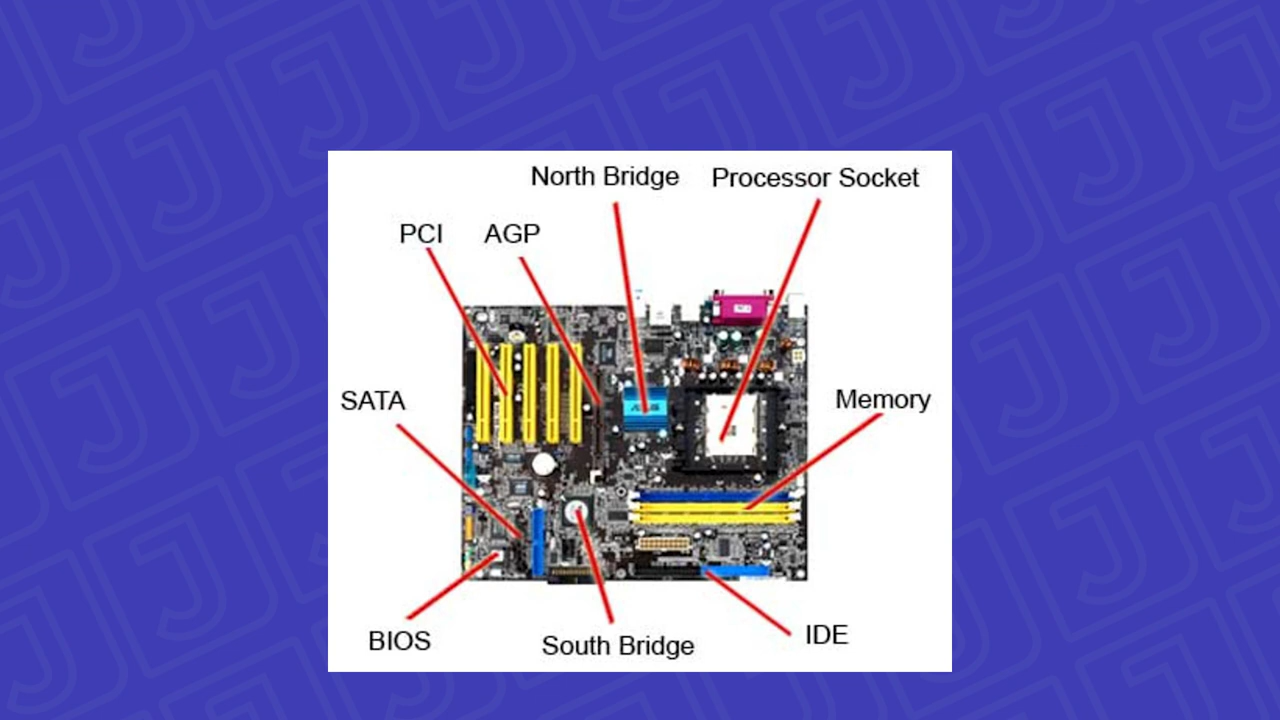 North Bridge
Processor Socket
PCI
AGP
SATA
Memory
BIOS
South Bridge
IDE